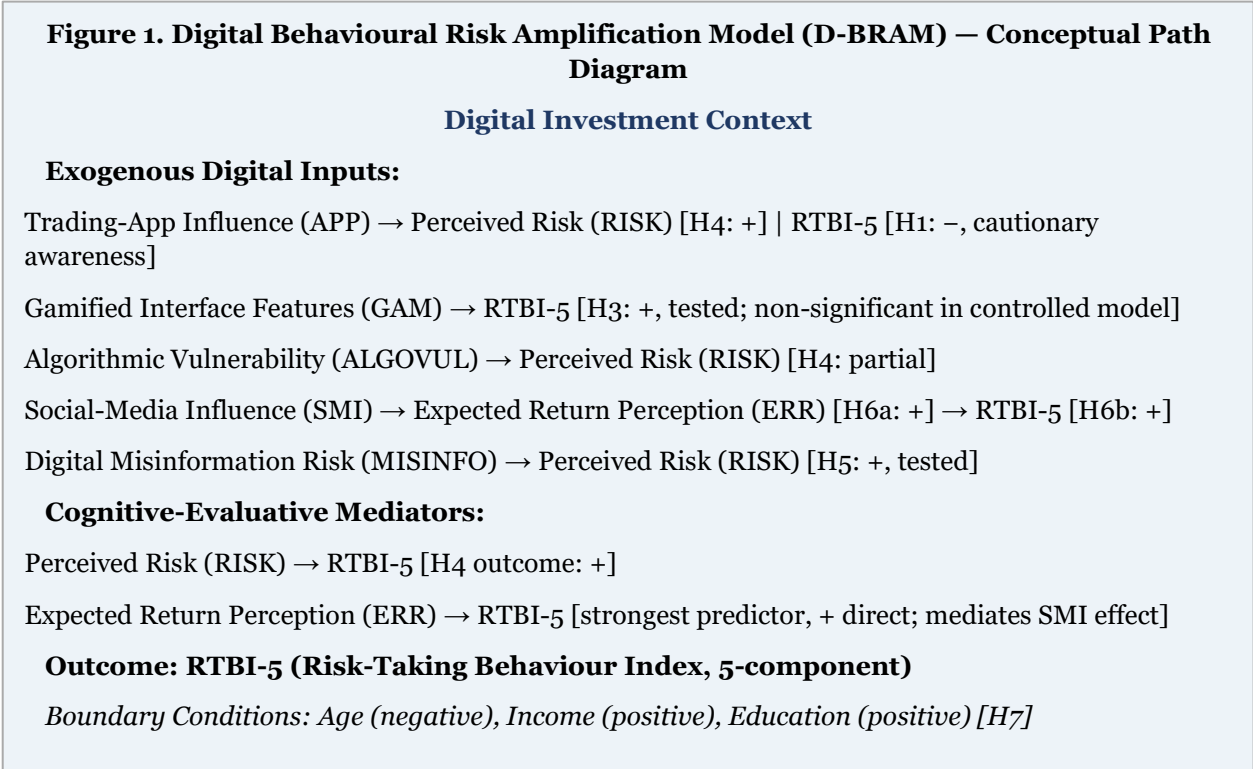 Figure 1. Digital Behavioural Risk Amplification Model (D-BRAM) — Conceptual Path
Diagram
Digital Investment Context
Exogenous Digital Inputs:
Trading-App Influence (APP) → Perceived Risk (RISK) [H4: +] | RTBI-5 [H1: −, cautionary
awareness]
Gamified Interface Features (GAM) → RTBI-5 [H3: +, tested; non-significant in controlled model]
Algorithmic Vulnerability (ALGOVUL) → Perceived Risk (RISK) [H4: partial]
Social-Media Influence (SMI) → Expected Return Perception (ERR) [H6a: +] → RTBI-5 [H6b: +]
Digital Misinformation Risk (MISINFO) → Perceived Risk (RISK) [H5: +, tested]
Cognitive-Evaluative Mediators:
Perceived Risk (RISK) → RTBI-5 [H4 outcome: +]
Expected Return Perception (ERR) → RTBI-5 [strongest predictor, + direct; mediates SMI effect]
Outcome: RTBI-5 (Risk-Taking Behaviour Index, 5-component)
Boundary Conditions: Age (negative), Income (positive), Education (positive) [H7]